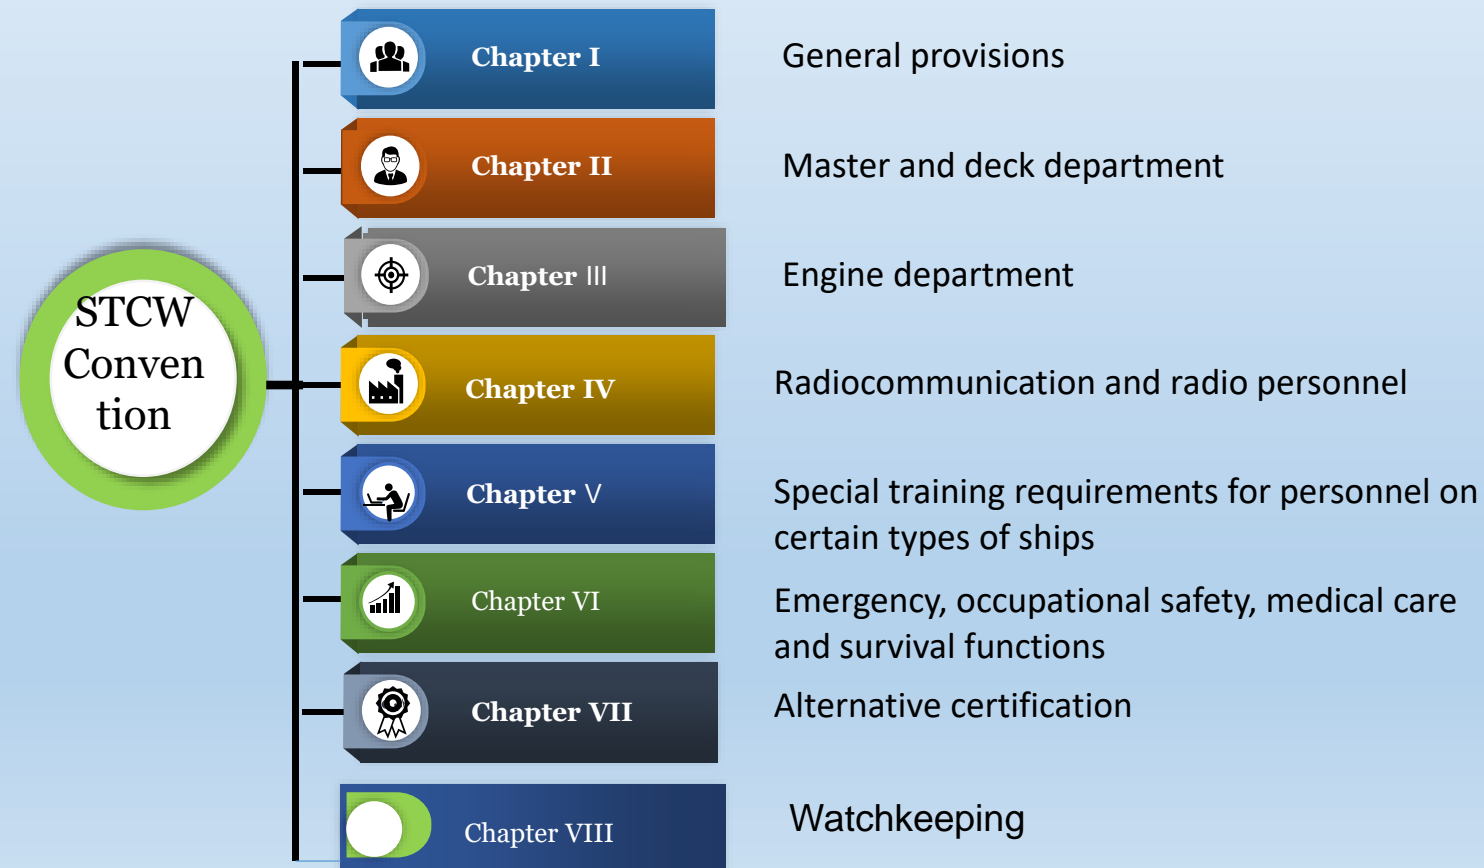 STCW
Conven
tion
Chapter I
General provisions
Chapter II
Master and deck department
Chapter III
Engine department
Chapter IV
Radiocommunication and radio personnel
Chapter V
Special training requirements for personnel on
certain types of ships
Chapter VI
Emergency, occupational safety, medical care
and survival functions
Chapter VII
Alternative certification
Chapter VIII
Watchkeeping